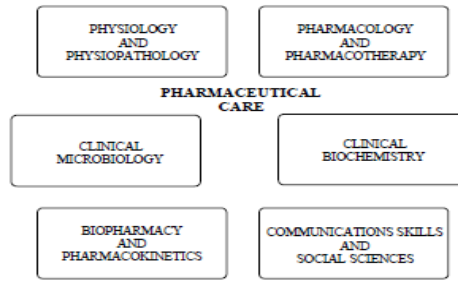 PHYSIOLOGY
AND
PHYSIOPATHOLOGY
PHARMACOLOGY
AND
PHARMACOTHERAPY
PHARMACEUTICAL
CARE
CLINICAL
MICROBIOLOGY
CLINICAL
BIOCHEMISTRY
BIOPHARMACY
AND
PHARMACOKINETICS
COMMUNICATIONS SKILLS
AND
SOCIAL SCIENCES